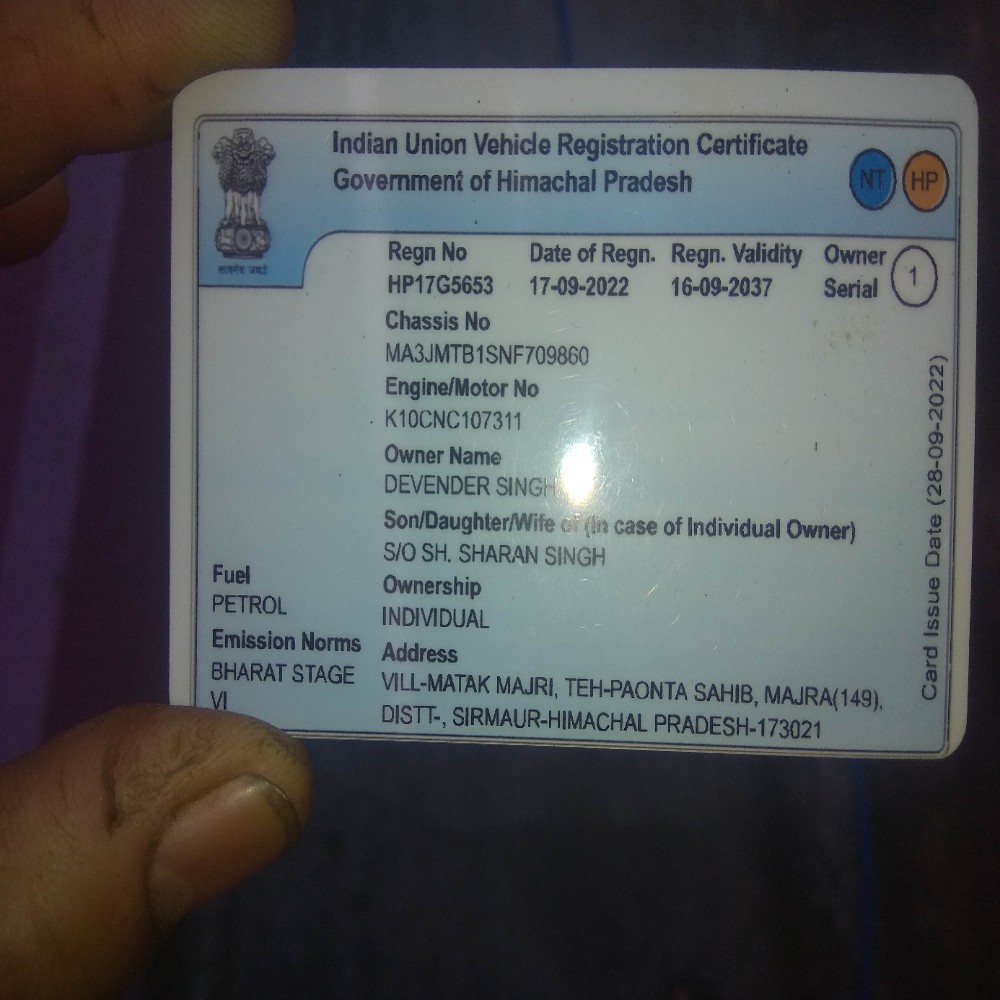 Indian Union Vehicle Registration Certificate
Government of Himachal Pradesh
NT HP
सत्यमेव जयते
Regn No Date of Regn. Regn. Validity Owner Serial 1
HP17G5653 17-09-2022 16-09-2037
Chassis No
MA3JMTB1SNF709860
Engine/Motor No
K10CNC107311
Owner Name
DEVENDER SINGH
Son/Daughter/Wife of (In case of Individual Owner)
S/O SH. SHARAN SINGH
Fuel
PETROL
Ownership
INDIVIDUAL
Emission Norms
BHARAT STAGE
VI
Address
VILL-MATAK MAJRI, TEH-PAONTA SAHIB, MAJRA(149),
DISTT-, SIRMAUR-HIMACHAL PRADESH-173021
Card Issue Date (28-09-2022)